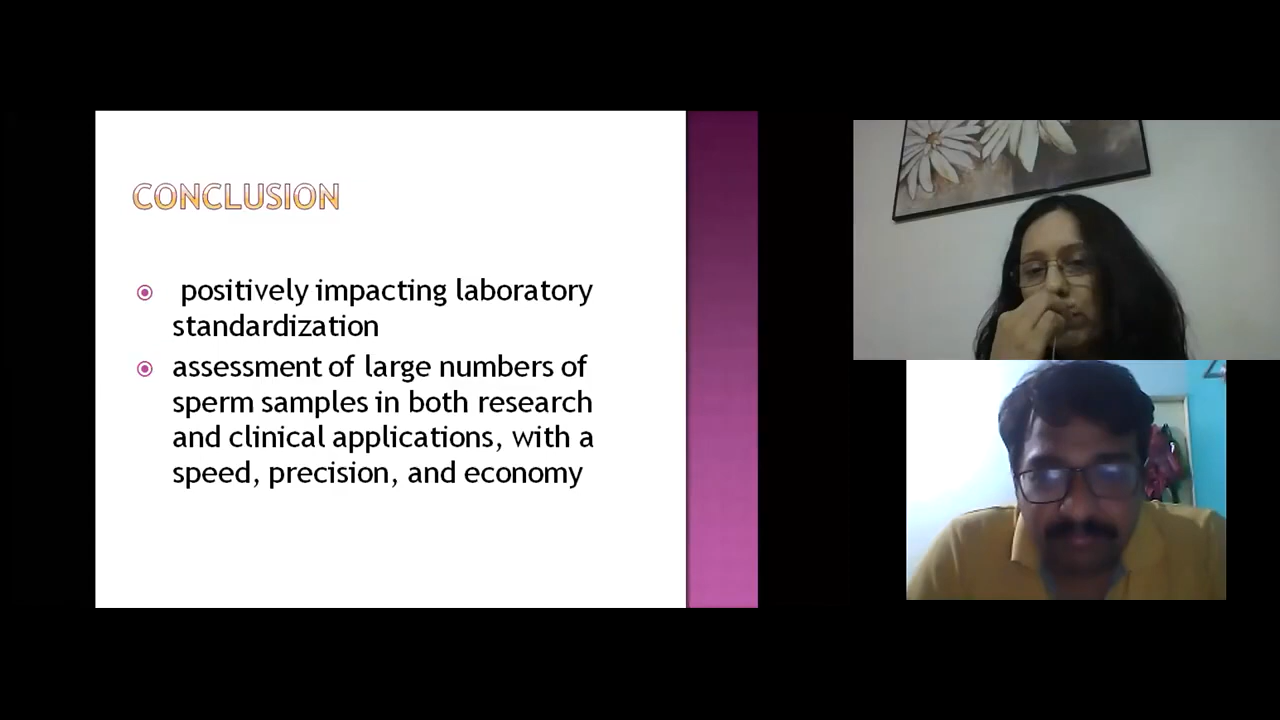 CONCLUSION
positively impacting laboratory
standardization
assessment of large numbers of
sperm samples in both research
and clinical applications, with a
speed, precision, and economy